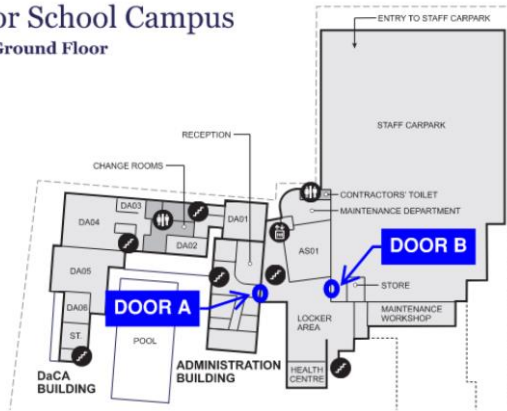 or School Campus
Ground Floor
ENTRY TO STAFF CARPARK
STAFF CARPARK
RECEPTION
CHANGE ROOMS
CONTRACTORS' TOILET
MAINTENANCE DEPARTMENT
DA03
DA04
DA01
DA02
AS01
DOOR B
DA05
STORE
DOOR A
DA06
LOCKER
AREA
MAINTENANCE
WORKSHOP
ST.
POOL
ADMINISTRATION
BUILDING
HEALTH
CENTRE
DaCA
BUILDING